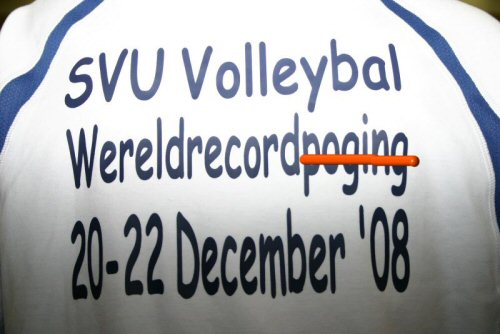 SVU Volleybal
Wereldrecordpoging
20-22 December '08